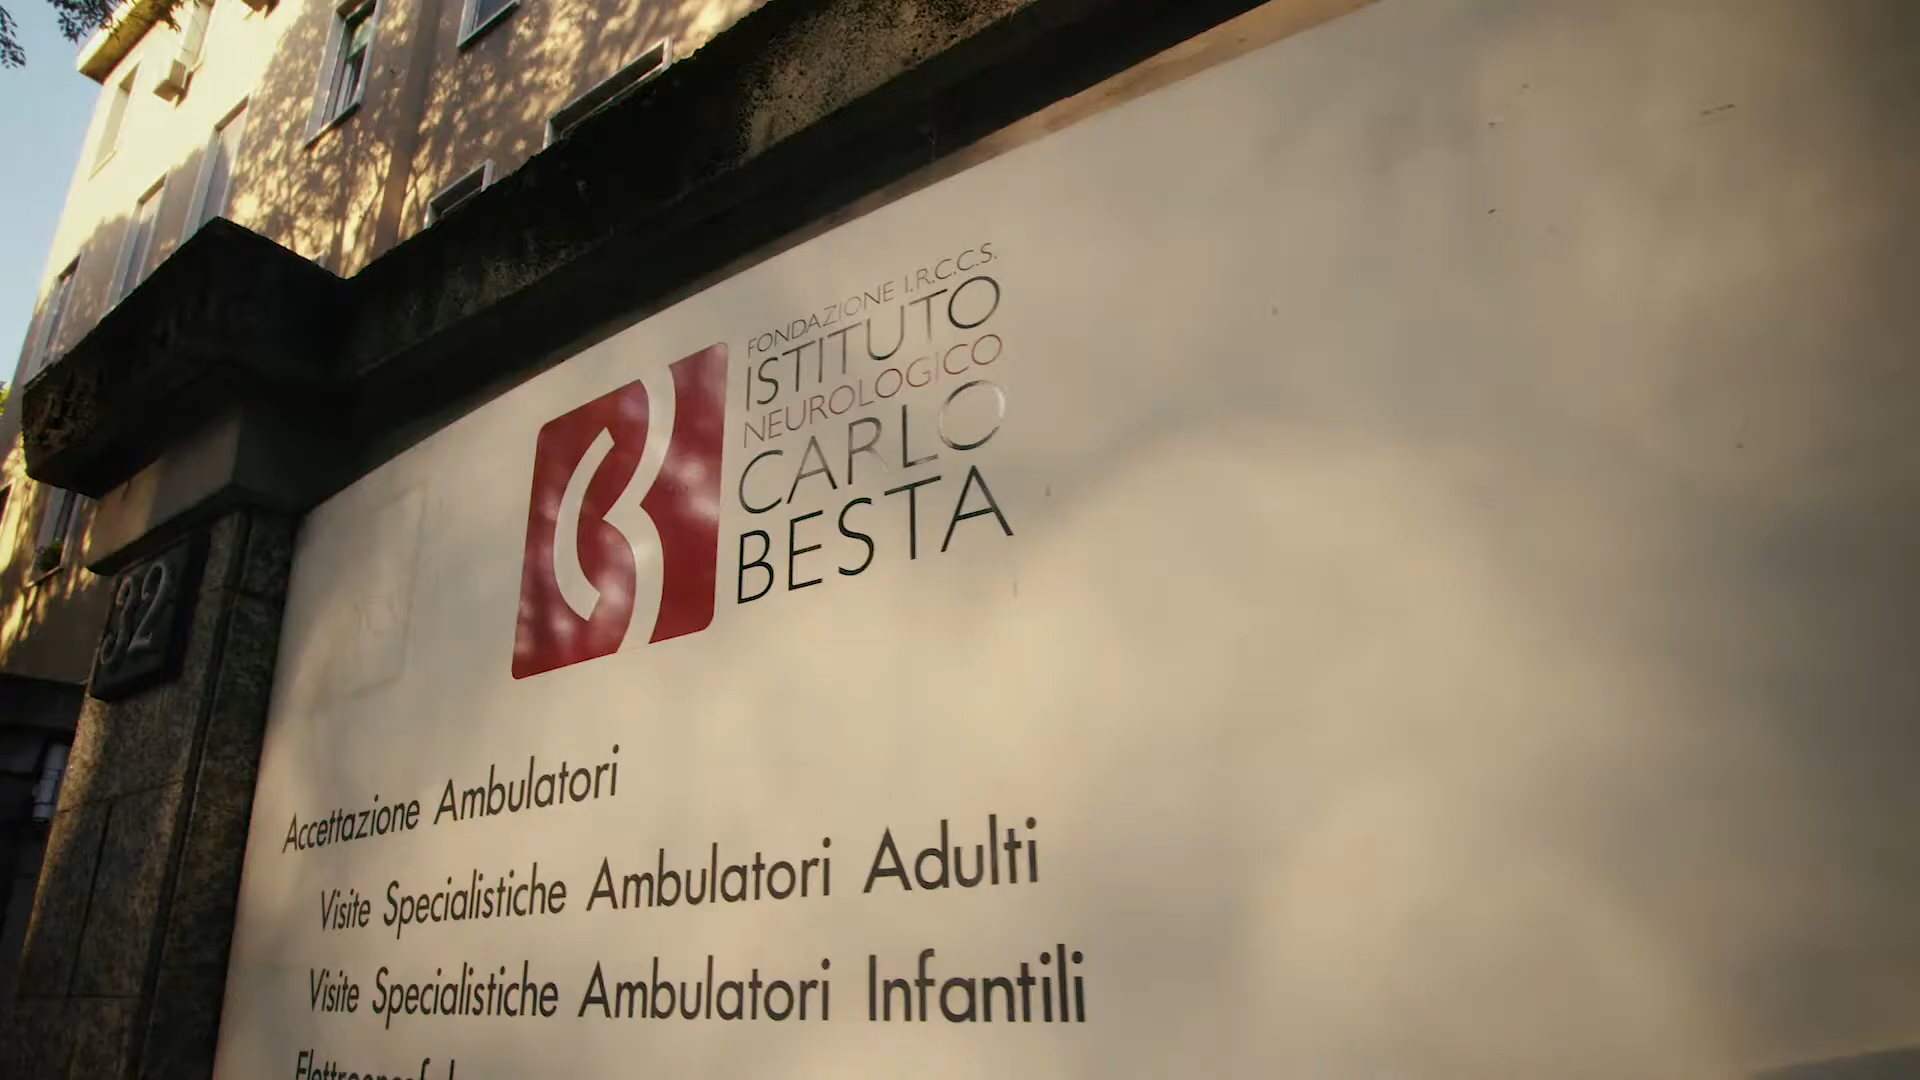 FONDAZIONE I.R.C.C.S.
ISTITUTO
NEUROLOGICO
CARLO
BESTA
32
Accettazione Ambulatori
Visite Specialistiche Ambulatori Adulti
Visite Specialistiche Ambulatori Infantili